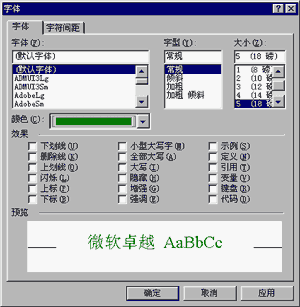 字体
字体 字符间距
字体(F): 字型(T): 大小(Z):
(默认字体) 常规 5 (18 磅)
(默认字体) 常规 1 (8 磅)
ADMUI3Lg 倾斜 2 (10 磅)
ADMUI3Sm 加粗 3 (12 磅)
AdobeLg 加粗 倾斜 4 (14 磅)
AdobeSm 5 (18 磅)
颜色(C):
效果
下划线(U) 小型大写字(M) 示例(S)
删除线(K) 全部大写(A) 定义(N)
上划线(O) 大写(I) 引用(T)
闪烁(L) 隐藏(H) 变量(V)
上标(P) 增强(G) 键盘(B)
下标(B) 强调(E) 代码(D)
预览
微软卓越 AaBbCc
确定 取消 应用